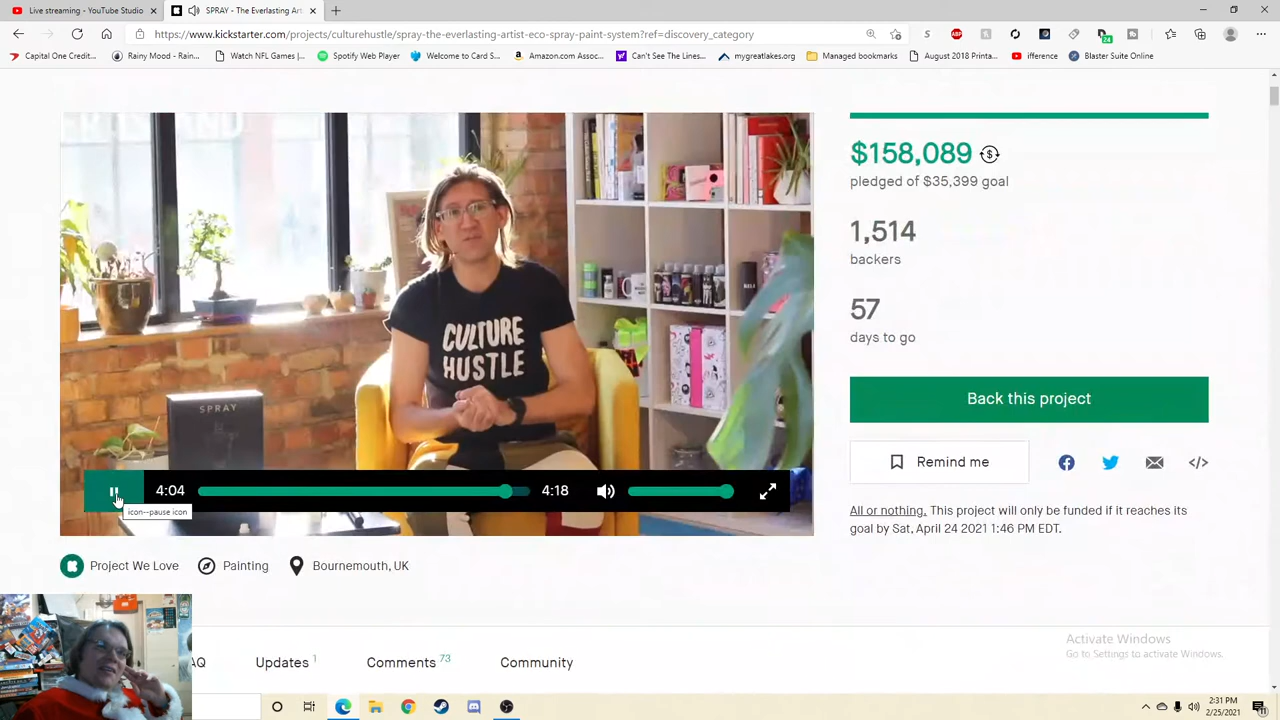 Live streaming - YouTube Studio
SPRAY - The Everlasting Ar
https://www.kickstarter.com/projects/culturehustle/spray-the-everlasting-artist-eco-spray-paint-system?ref=discovery_category
Capital One Credit...
Rainy Mood - Rain...
Watch NFL Games |...
Spotify Web Player
Welcome to Card S...
Amazon.com Assoc...
Can't See The Lines...
mygreatlakes.org
Managed bookmarks
August 2018 Printa...
ifference
Blaster Suite Online
$158,089
pledged of $35,399 goal
1,514
backers
57
days to go
Back this project
Remind me
All or nothing. This project will only be funded if it reaches its
goal by Sat, April 24 2021 1:46 PM EDT.
CULTURE
HUSTLE
SPRAY
4:04
4:18
icon--pause icon
Project We Love
Painting
Bournemouth, UK
AQ
Updates 1
Comments 73
Community
Activate Windows
Go to Settings to activate Windows.
2:31 PM
2/25/2021